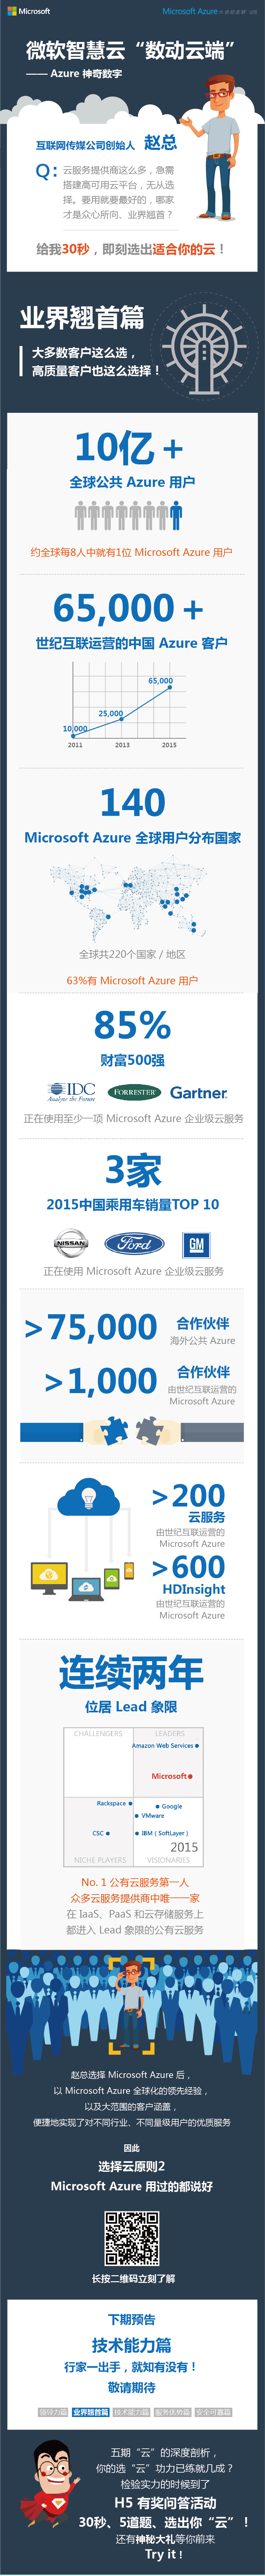 Microsoft
Microsoft Azure
微软智慧云“数动云端”
—— Azure 神奇数字
互联网传媒公司创始人 赵总
Q:
云服务提供商这么多，急需
搭建高可用云平台，无从选
择。要用就要最好的，哪家
才是众心所向、业界翘首？
给我30秒，即刻选出适合你的云！
业界翘首篇
大多数客户这么选，
高质量客户也这么选择！
10亿+
全球公共 Azure 用户
约全球每8人中就有1位 Microsoft Azure 用户
65,000+
世纪互联运营的中国 Azure 客户
65,000
25,000
10,000
2011 2013 2015
140
Microsoft Azure 全球用户分布国家
全球共220个国家 / 地区
63%有 Microsoft Azure 用户
85%
财富500强
IDC
Analyze the Future
FORRESTER
Gartner
正在使用至少一项 Microsoft Azure 企业级云服务
3家
2015中国乘用车销量TOP 10
NISSAN
Ford
GM
正在使用 Microsoft Azure 企业级云服务
>75,000
合作伙伴
海外公共 Azure
>1,000
合作伙伴
由世纪互联运营的
Microsoft Azure
>200
云服务
由世纪互联运营的
Microsoft Azure
>600
HDInsight
由世纪互联运营的
Microsoft Azure
连续两年
位居 Lead 象限
CHALLENGERS
LEADERS
Amazon Web Services
Microsoft
Rackspace
Google
VMware
CSC
IBM (SoftLayer)
2015
NICHE PLAYERS
VISIONARIES
No. 1 公有云服务第一人
众多云服务提供商中唯一一家
在 IaaS、PaaS 和云存储服务上
都进入 Lead 象限的公有云服务
赵总选择 Microsoft Azure 后，
以 Microsoft Azure 全球化的领先经验，
以及大范围的客户涵盖，
便捷地实现了对不同行业、不同量级用户的优质服务
因此
选择云原则2
Microsoft Azure 用过的都说好
长按二维码立刻了解
下期预告
技术能力篇
行家一出手，就知有没有！
敬请期待
领导力篇 业界翘首篇 技术能力篇 服务优势篇 安全可靠篇
五期“云”的深度剖析，
你的选“云”功力已练就几成？
检验实力的时候到了
H5 有奖问答活动
30秒、5道题、选出你“云”！
还有神秘大礼等你前来
Try it！